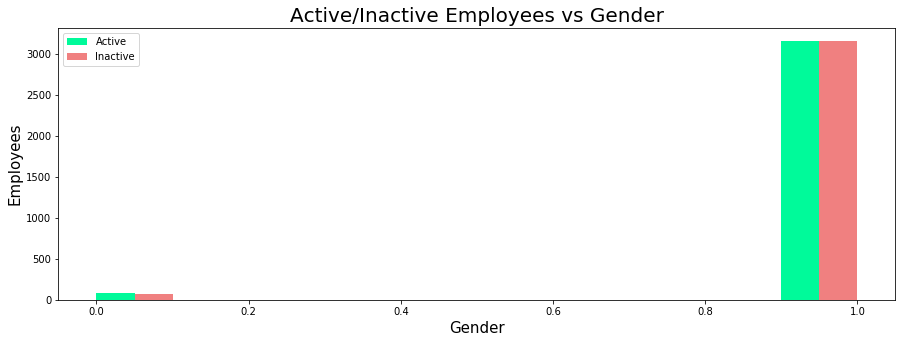 Active/Inactive Employees vs Gender
Active
Inactive
3000
2500
2000
1500
1000
500
0
Employees
0.0 0.2 0.4 0.6 0.8 1.0
Gender